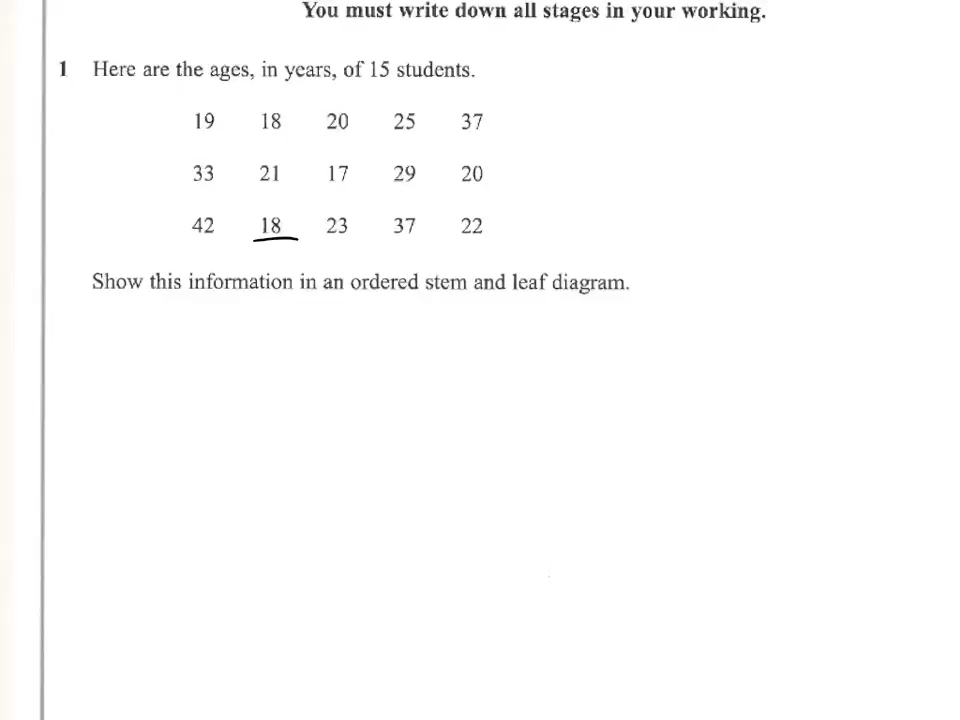 You must write down all stages in your working.
1 Here are the ages, in years, of 15 students.
19 18 20 25 37
33 21 17 29 20
42 18 23 37 22
Show this information in an ordered stem and leaf diagram.